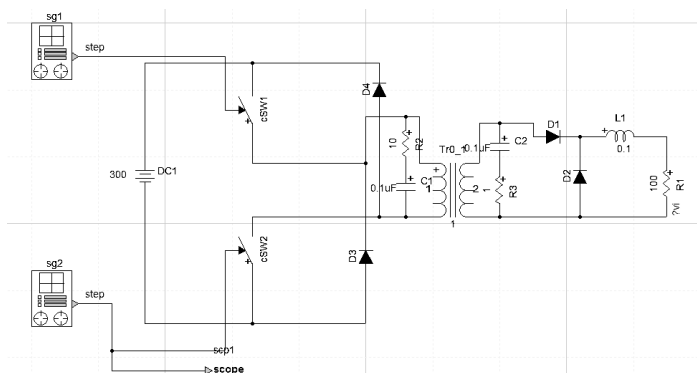 sg1
step
D4
cSW1
300
DC1
10
R2
0.1uF
C1
1
Tr0_1
0.1uF
C2
2
1
R3
1
D1
D2
L1
0.1
100
R1
?vi
cSW2
D3
sg2
step
scp1
scope